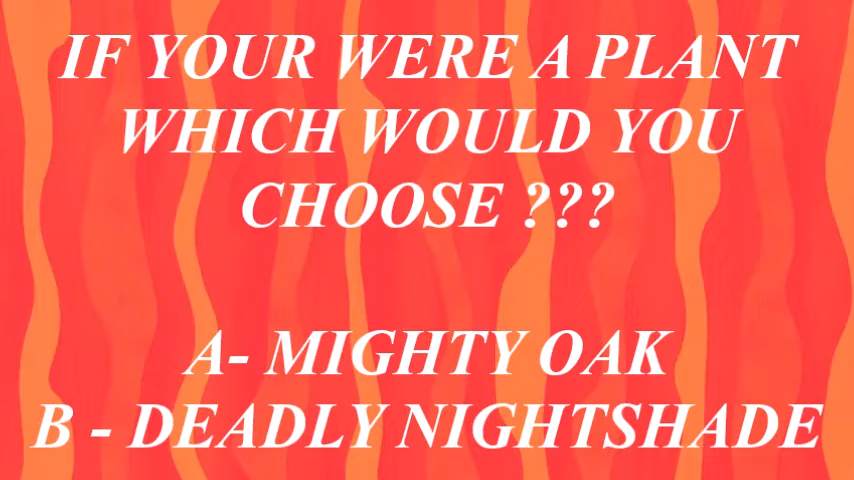 IF YOUR WERE A PLANT
WHICH WOULD YOU
CHOOSE ???
A- MIGHTY OAK
B - DEADLY NIGHTSHADE